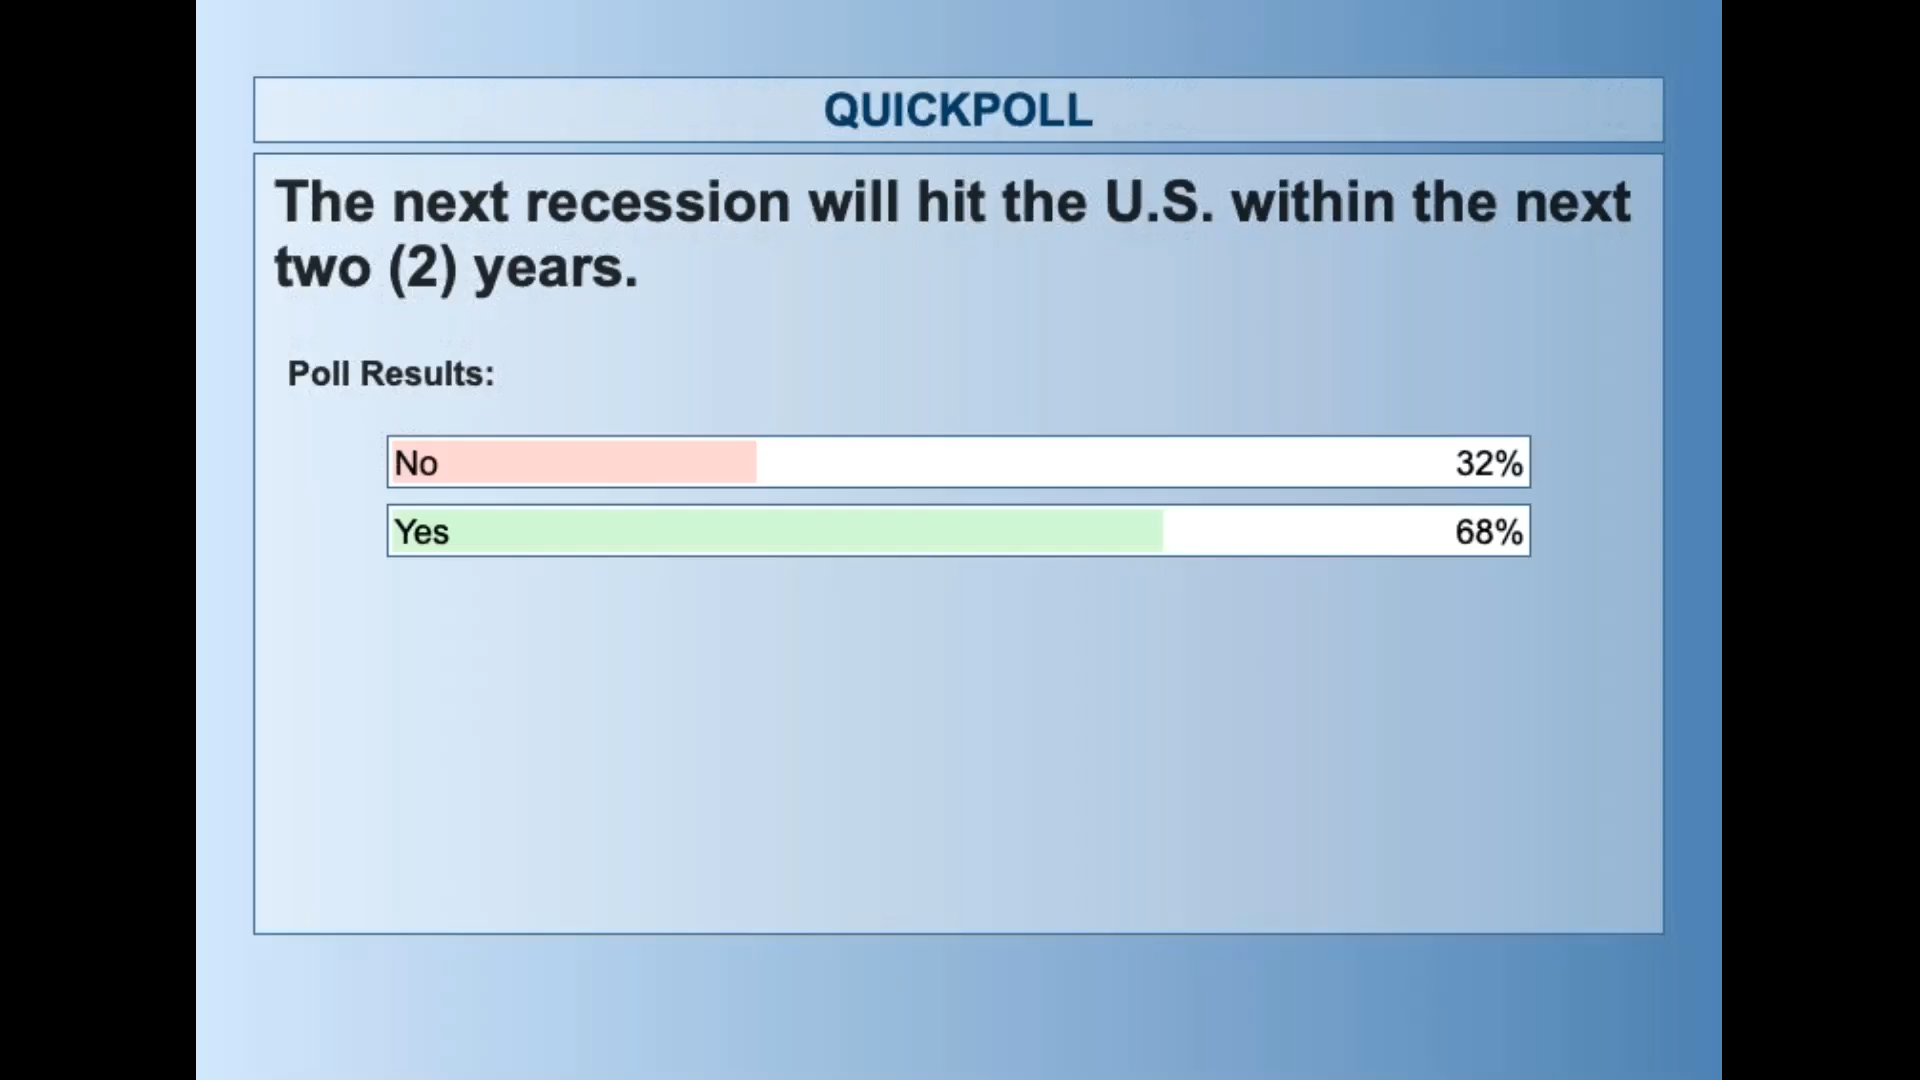 QUICKPOLL
The next recession will hit the U.S. within the next
two (2) years.
Poll Results:
No 32%
Yes 68%